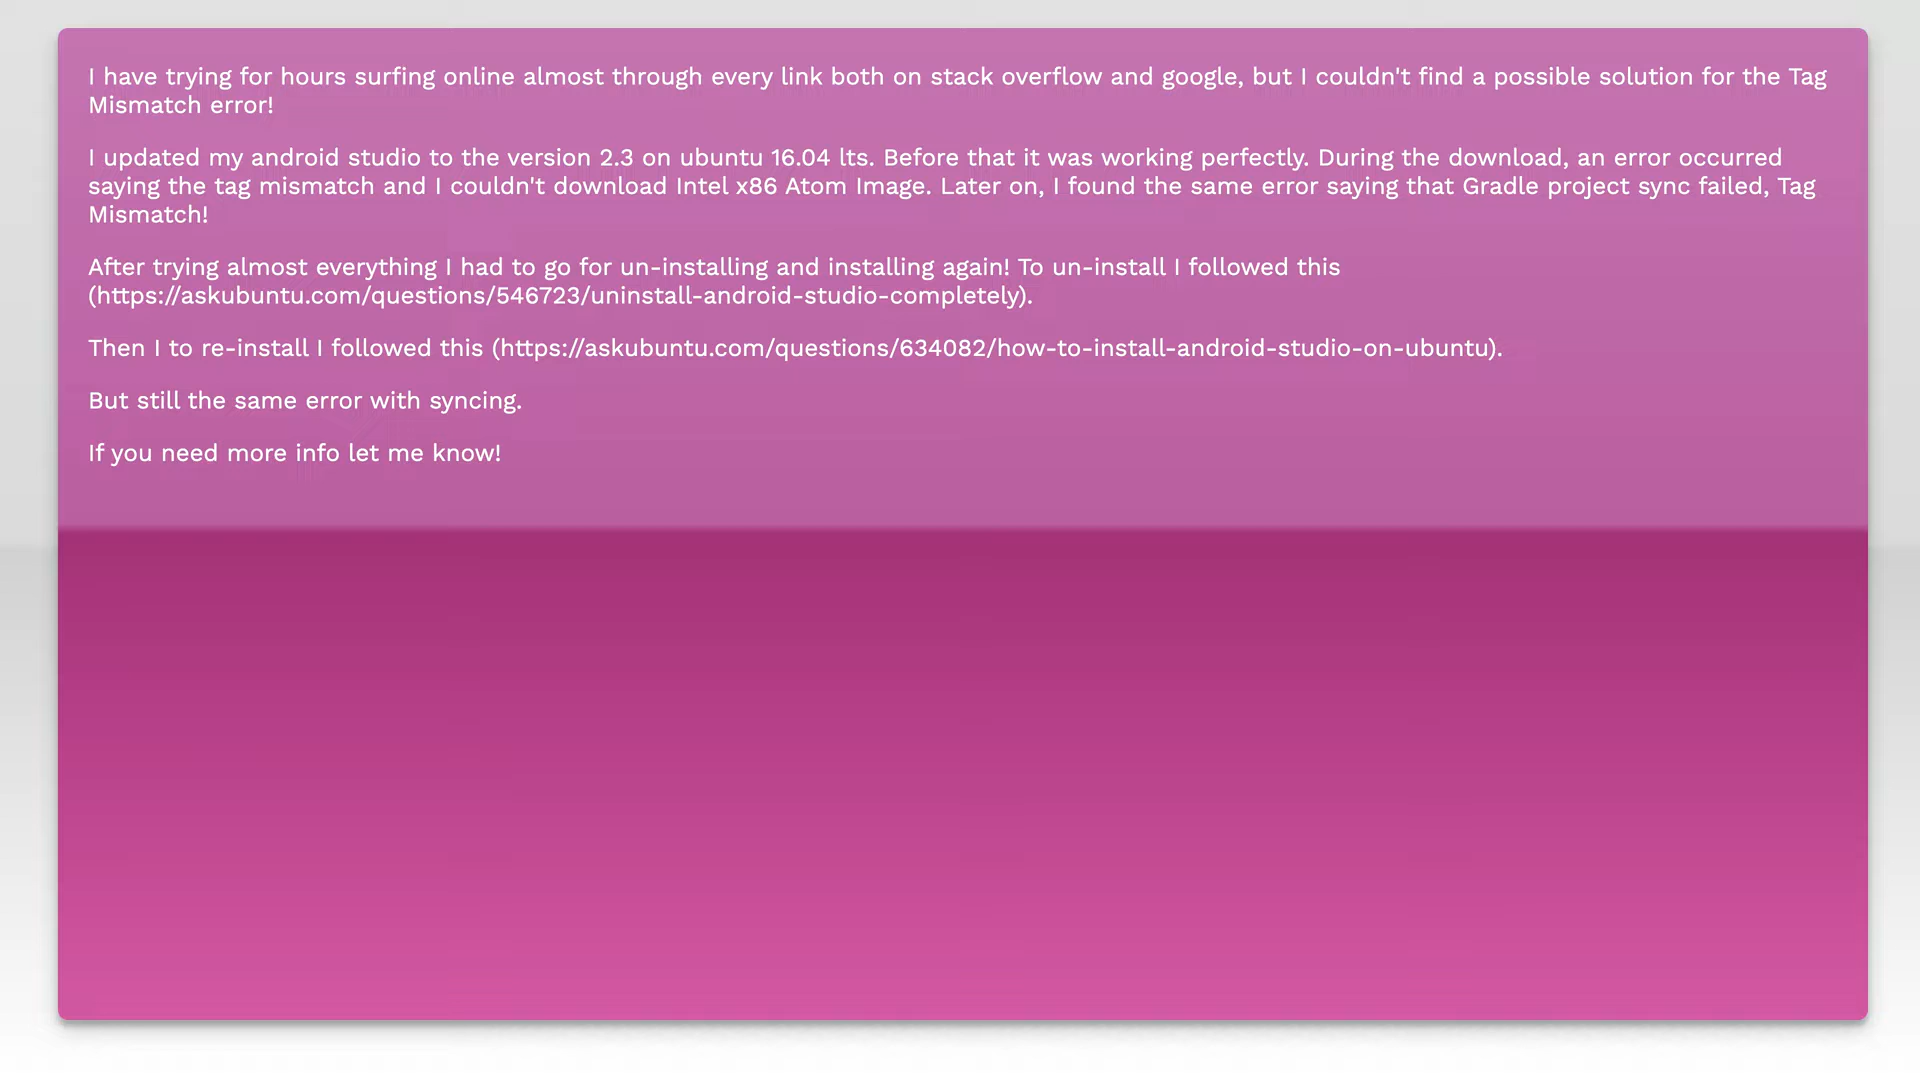 I have trying for hours surfing online almost through every link both on stack overflow and google, but I couldn't find a possible solution for the Tag
Mismatch error!
I updated my android studio to the version 2.3 on ubuntu 16.04 lts. Before that it was working perfectly. During the download, an error occurred
saying the tag mismatch and I couldn't download Intel x86 Atom Image. Later on, I found the same error saying that Gradle project sync failed, Tag
Mismatch!
After trying almost everything I had to go for un-installing and installing again! To un-install I followed this
(https://askubuntu.com/questions/546723/uninstall-android-studio-completely).
Then I to re-install I followed this (https://askubuntu.com/questions/634082/how-to-install-android-studio-on-ubuntu).
But still the same error with syncing.
If you need more info let me know!